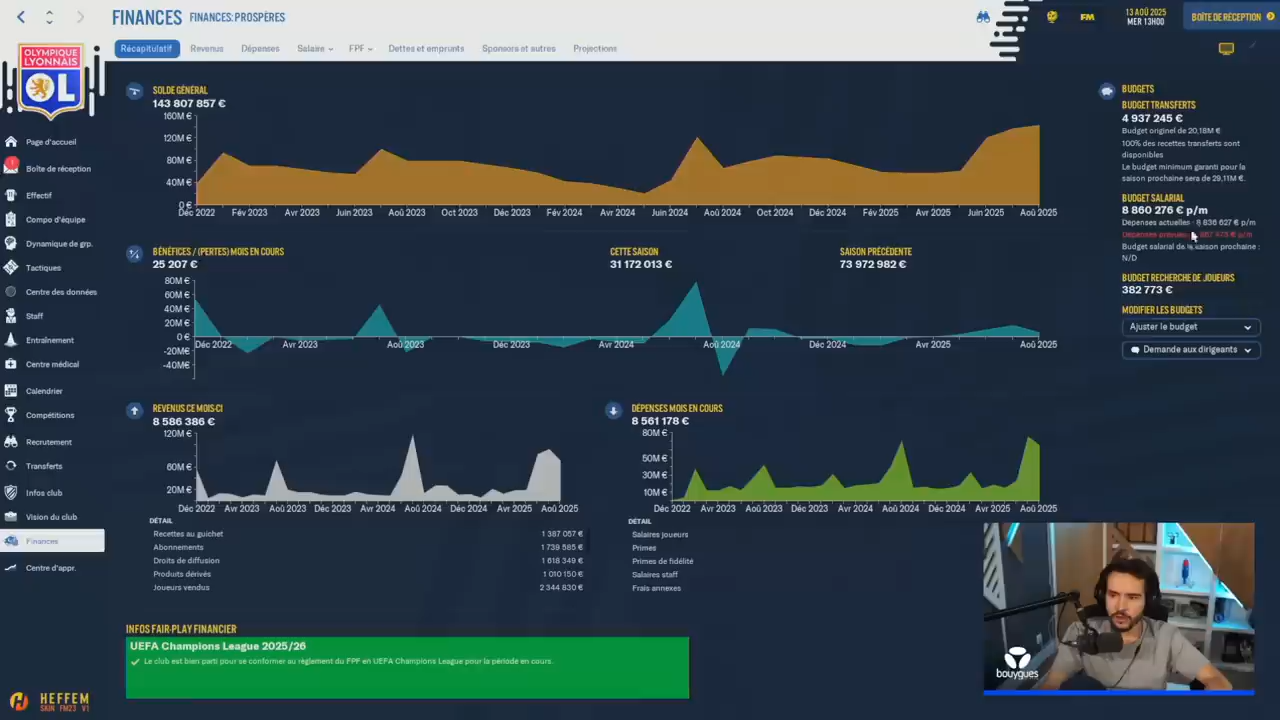 FINANCES
FINANCES: PROSPÈRES
FM
13 AOÛ 2025
MER 13H00
BOÎTE DE RÉCEPTION
Récapitulatif
Revenus
Dépenses
Salaire
FPF
Dettes et emprunts
Sponsors et autres
Projections
OLYMPIQUE
LYONNAIS
OL
Page d'accueil
Boîte de réception
Effectif
Compo d'équipe
Dynamique de grp.
Tactiques
Centre des données
Staff
Entraînement
Centre médical
Calendrier
Compétitions
Recrutement
Transferts
Infos club
Vision du club
Finances
Centre d'appr.
HEFFEM
SKIN FM23 V1
SOLDE GÉNÉRAL
143 807 857 €
160M €
120M €
80M €
40M €
0 €
Déc 2022 Fév 2023 Avr 2023 Juin 2023 Aoû 2023 Oct 2023 Déc 2023 Fév 2024 Avr 2024 Juin 2024 Aoû 2024 Oct 2024 Déc 2024 Fév 2025 Avr 2025 Juin 2025 Aoû 2025
BÉNÉFICES / (PERTES) MOIS EN COURS
25 207 €
CETTE SAISON
31 172 013 €
SAISON PRÉCÉDENTE
73 972 982 €
80M €
60M €
40M €
20M €
0 €
-20M€
-40M€
Déc 2022 Avr 2023 Aoû 2023 Déc 2023 Avr 2024 Aoû 2024 Déc 2024 Avr 2025 Aoû 2025
REVENUS CE MOIS-CI
8 586 386 €
120M €
60M €
20M €
Déc 2022 Avr 2023 Aoû 2023 Déc 2023 Avr 2024 Aoû 2024 Déc 2024 Avr 2025 Aoû 2025
DÉTAIL
Recettes au guichet 1 387 057 €
Abonnements 1 739 585 €
Droits de diffusion 1 618 349 €
Produits dérivés 1 010 150 €
Joueurs vendus 2 344 830 €
DÉPENSES MOIS EN COURS
8 561 178 €
80M €
50M €
30M €
10M €
Déc 2022 Avr 2023 Aoû 2023 Déc 2023 Avr 2024 Aoû 2024 Déc 2024 Avr 2025 Aoû 2025
DÉTAIL
Salaires joueurs
Primes
Primes de fidélité
Salaires staff
Frais annexes
INFOS FAIR-PLAY FINANCIER
UEFA Champions League 2025/26
Le club est bien parti pour se conformer au règlement du FPF en UEFA Champions League pour la période en cours.
BUDGETS
BUDGET TRANSFERTS
4 937 245 €
Budget originel de 20,18M €
100% des recettes transferts sont
disponibles
Le budget minimum garanti pour la
saison prochaine sera de 29,11M €.
BUDGET SALARIAL
8 860 276 € p/m
Dépenses actuelles : 8 836 627 € p/m
€ p/m
Budget salarial de la saison prochaine :
N/D
BUDGET RECHERCHE DE JOUEURS
382 773 €
MODIFIER LES BUDGETS
Ajuster le budget
Demande aux dirigeants
bouygues